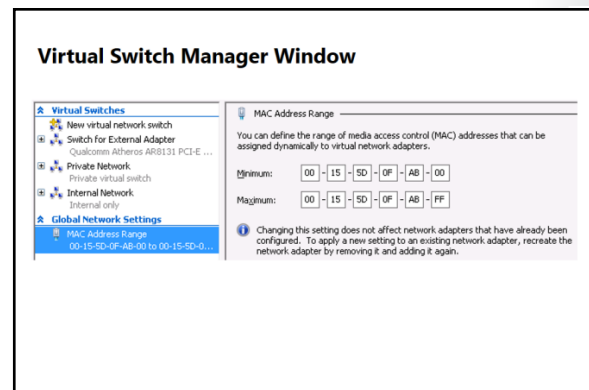 Virtual Switch Manager Window
Virtual Switches
New virtual network switch
Switch for External Adapter
Qualcomm Atheros AR8131 PCI-E ...
Private Network
Private virtual switch
Internal Network
Internal only
Global Network Settings
MAC Address Range
00-15-5D-0F-AB-00 to 00-15-5D-0...
MAC Address Range
You can define the range of media access control (MAC) addresses that can be
assigned dynamically to virtual network adapters.
Minimum: 00 - 15 - 5D - 0F - AB - 00
Maximum: 00 - 15 - 5D - 0F - AB - FF
Changing this setting does not affect network adapters that have already been
configured. To apply a new setting to an existing network adapter, recreate the
network adapter by removing it and adding it again.